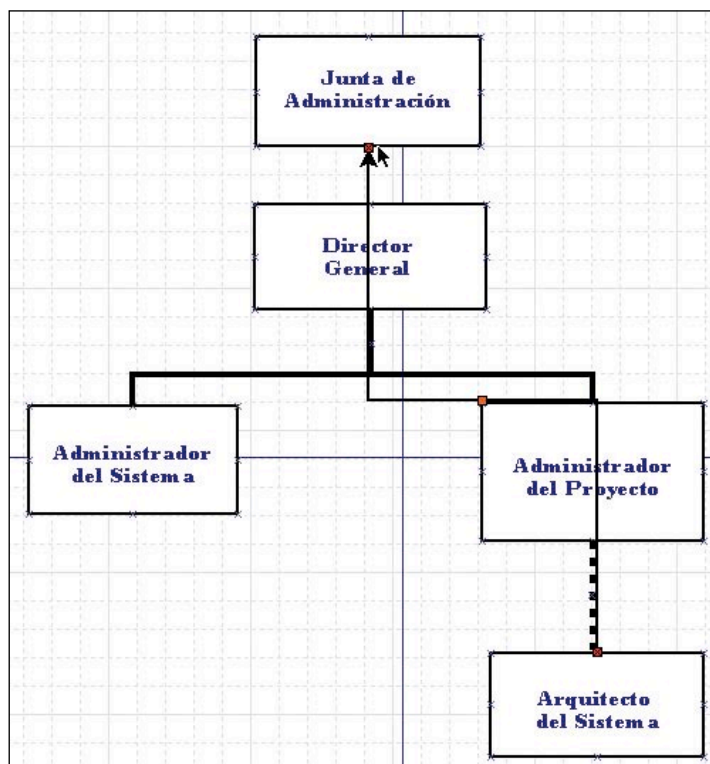 Junta de
Administración
Director
General
Administrador
del Sistema
Administrador
del Proyecto
Arquitecto
del Sistema